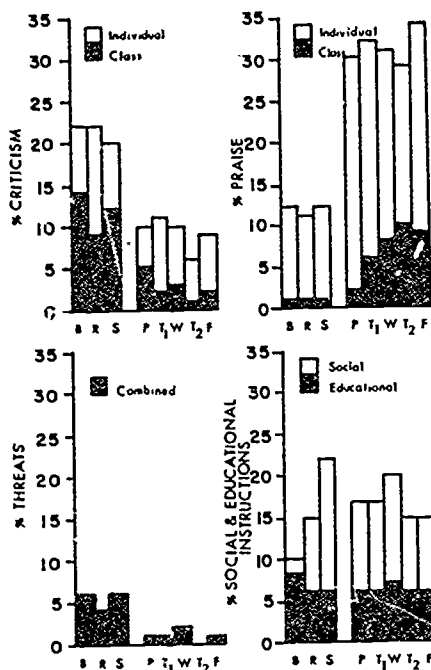 35
30
25
20
15
10
5
0
% CRITICISM
Individual
Class
B R S P T1 W T2 F
35
30
25
20
15
10
5
0
% PRAISE
Individual
Class
B R S P T1 W T2 F
35
30
25
20
15
10
5
0
% THREATS
Combined
B R S P T1 W T2 F
35
30
25
20
15
10
5
0
% SOCIAL & EDUCATIONAL
INSTRUCTIONS
Social
Educational
B R S P T1 W T2 F